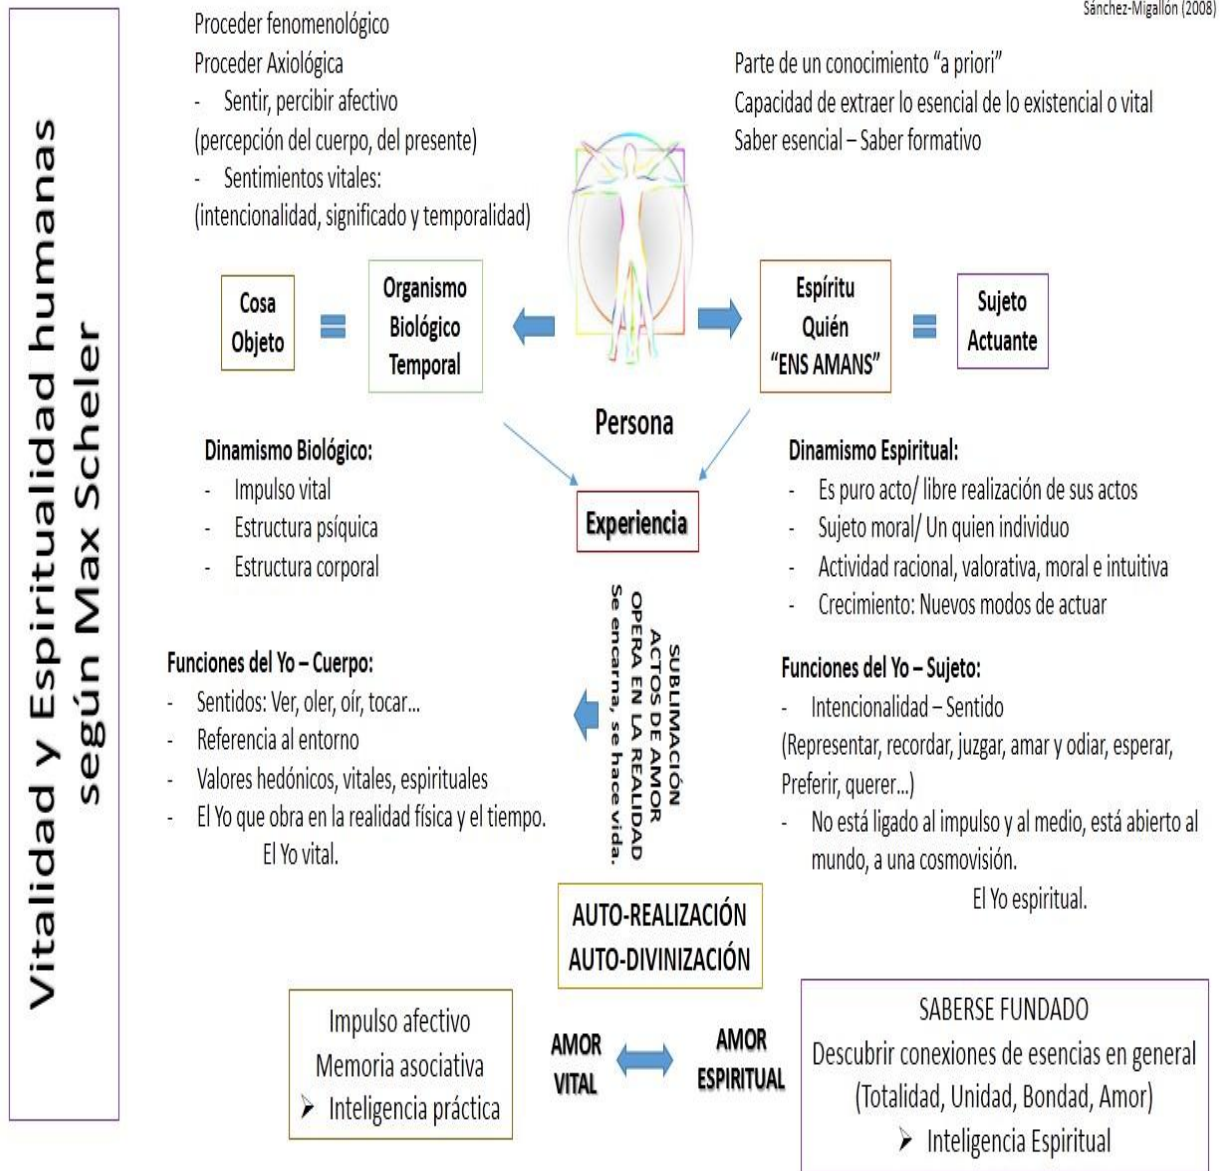 Vitalidad y Espiritualidad humanas
según Max Scheler
Sánchez-Migallón (2008)
Proceder fenomenológico
Proceder Axiológica
- Sentir, percibir afectivo
(percepción del cuerpo, del presente)
- Sentimientos vitales:
(intencionalidad, significado y temporalidad)
Parte de un conocimiento “a priori”
Capacidad de extraer lo esencial de lo existencial o vital
Saber esencial – Saber formativo
Cosa
Objeto
Organismo
Biológico
Temporal
Espíritu
Quién
“ENS AMANS”
Sujeto
Actuante
Persona
Dinamismo Biológico:
- Impulso vital
- Estructura psíquica
- Estructura corporal
Experiencia
Dinamismo Espiritual:
- Es puro acto/ libre realización de sus actos
- Sujeto moral/ Un quien individuo
- Actividad racional, valorativa, moral e intuitiva
- Crecimiento: Nuevos modos de actuar
Funciones del Yo – Cuerpo:
- Sentidos: Ver, oler, oír, tocar...
- Referencia al entorno
- Valores hedónicos, vitales, espirituales
- El Yo que obra en la realidad física y el tiempo.
El Yo vital.
SUBLIMACIÓN
ACTOS DE AMOR
OPERA EN LA REALIDAD
Se encarna, se hace vida.
Funciones del Yo – Sujeto:
- Intencionalidad – Sentido
(Representar, recordar, juzgar, amar y odiar, esperar,
Preferir, querer...)
- No está ligado al impulso y al medio, está abierto al
mundo, a una cosmovisión.
El Yo espiritual.
AUTO-REALIZACIÓN
AUTO-DIVINIZACIÓN
Impulso afectivo
Memoria asociativa
➤ Inteligencia práctica
AMOR
VITAL
AMOR
ESPIRITUAL
SABERSE FUNDADO
Descubrir conexiones de esencias en general
(Totalidad, Unidad, Bondad, Amor)
➤ Inteligencia Espiritual